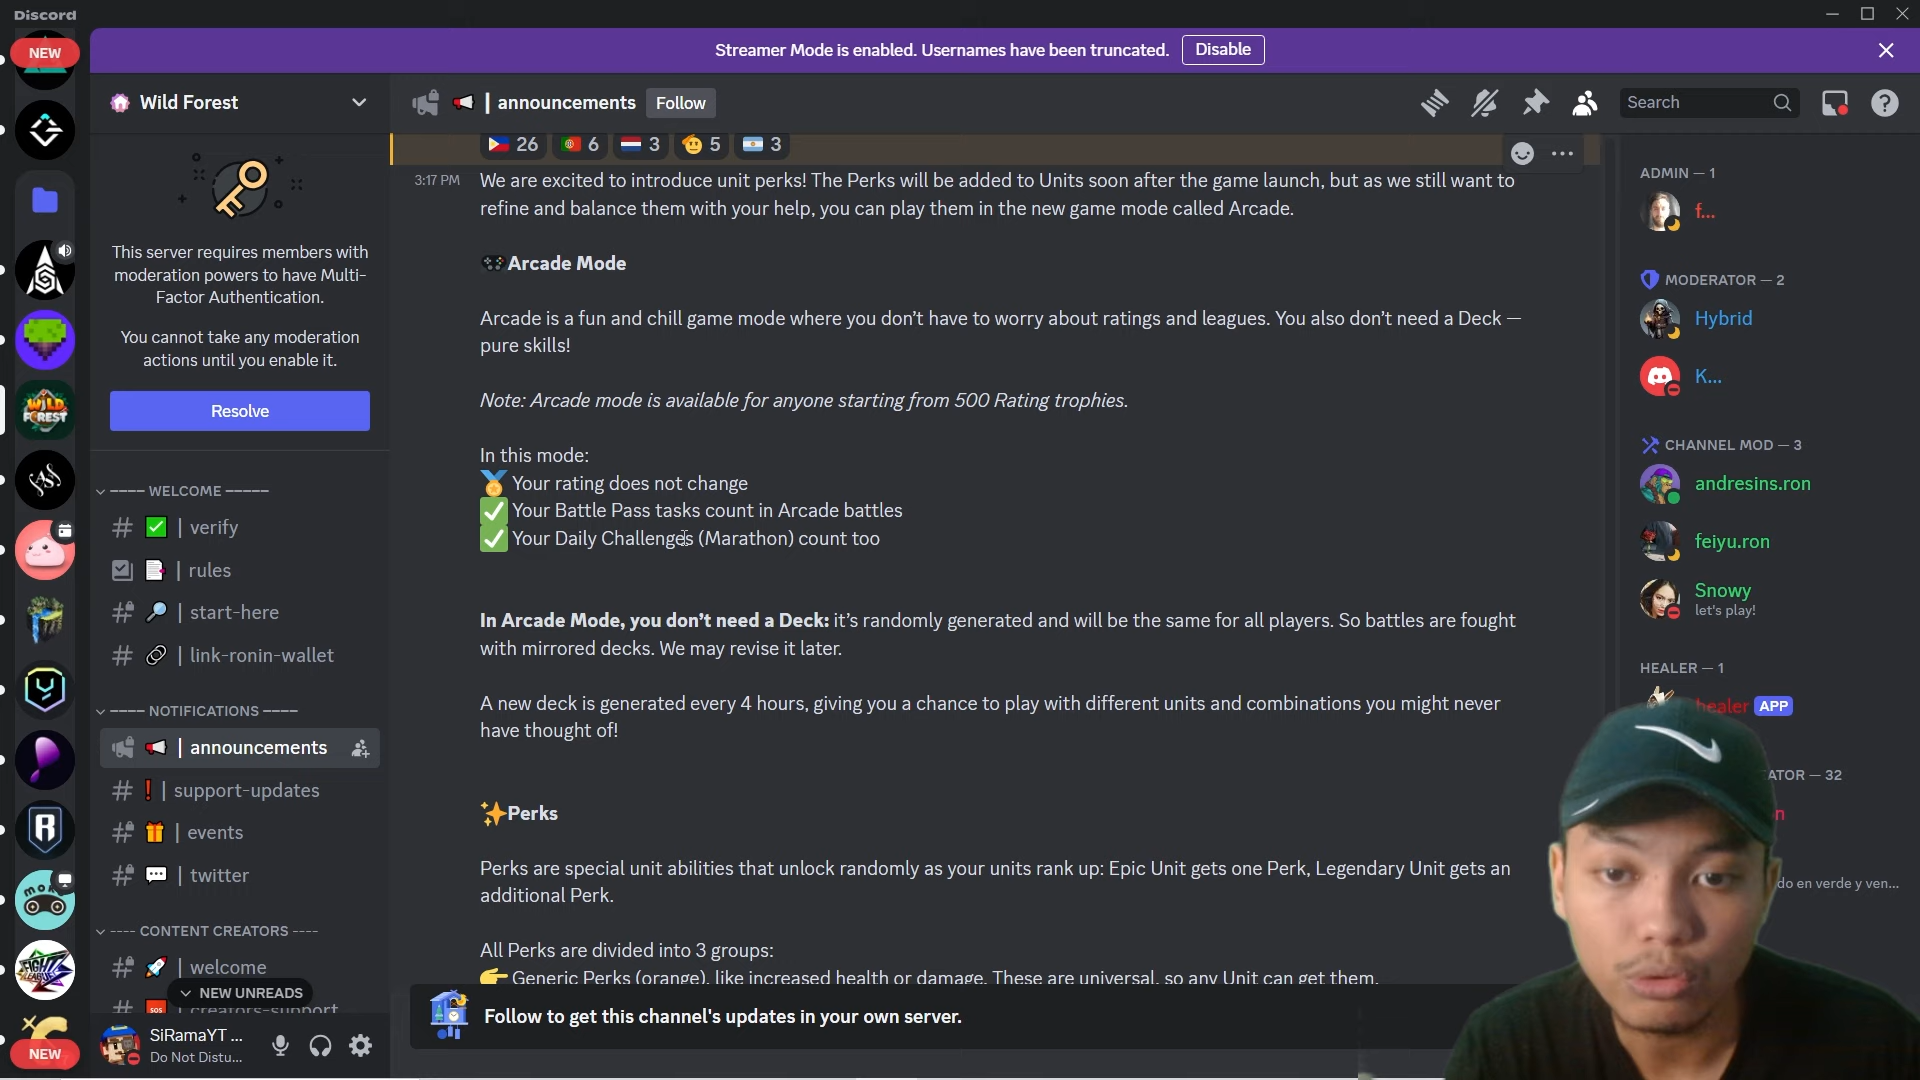 Discord
NEW
Streamer Mode is enabled. Usernames have been truncated.
Disable
Wild Forest
| announcements
Follow
Search
This server requires members with
moderation powers to have Multi-
Factor Authentication.
You cannot take any moderation
actions until you enable it.
Resolve
---- WELCOME -----
| verify
| rules
| start-here
| link-ronin-wallet
---- NOTIFICATIONS ----
| announcements
| support-updates
| events
| twitter
---- CONTENT CREATORS ----
| welcome
NEW UNREADS
creators-support
SiRamaYT ...
Do Not Distu...
NEW
WILD
FOREST
26
6
3
5
3
3:17 PM
We are excited to introduce unit perks! The Perks will be added to Units soon after the game launch, but as we still want to
refine and balance them with your help, you can play them in the new game mode called Arcade.
Arcade Mode
Arcade is a fun and chill game mode where you don’t have to worry about ratings and leagues. You also don’t need a Deck —
pure skills!
Note: Arcade mode is available for anyone starting from 500 Rating trophies.
In this mode:
Your rating does not change
Your Battle Pass tasks count in Arcade battles
Your Daily Challenges (Marathon) count too
In Arcade Mode, you don’t need a Deck: it’s randomly generated and will be the same for all players. So battles are fought
with mirrored decks. We may revise it later.
A new deck is generated every 4 hours, giving you a chance to play with different units and combinations you might never
have thought of!
Perks
Perks are special unit abilities that unlock randomly as your units rank up: Epic Unit gets one Perk, Legendary Unit gets an
additional Perk.
All Perks are divided into 3 groups:
Generic Perks (orange), like increased health or damage. These are universal, so any Unit can get them.
Follow to get this channel's updates in your own server.
ADMIN — 1
f...
MODERATOR — 2
Hybrid
K...
CHANNEL MOD — 3
andresins.ron
feiyu.ron
Snowy
let's play!
HEALER — 1
healer APP
ATOR — 32
n
do en verde y ven...